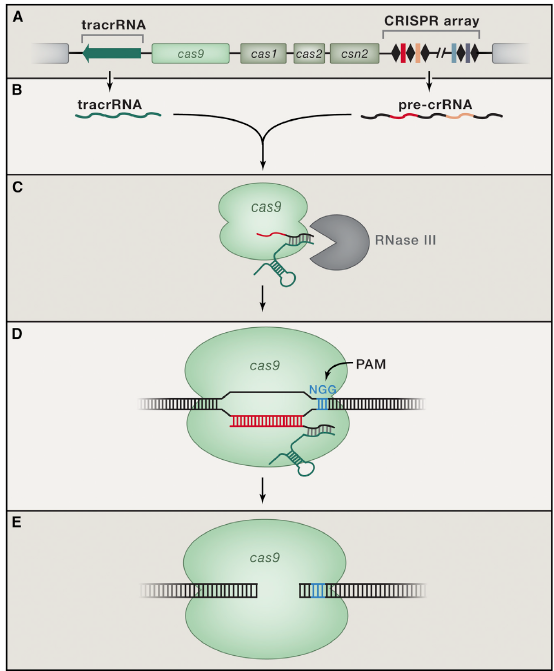 A
tracrRNA
CRISPR array
cas9
cas1
cas2
csn2
B
tracrRNA
pre-crRNA
C
cas9
RNase III
D
cas9
PAM
NGG
E
cas9